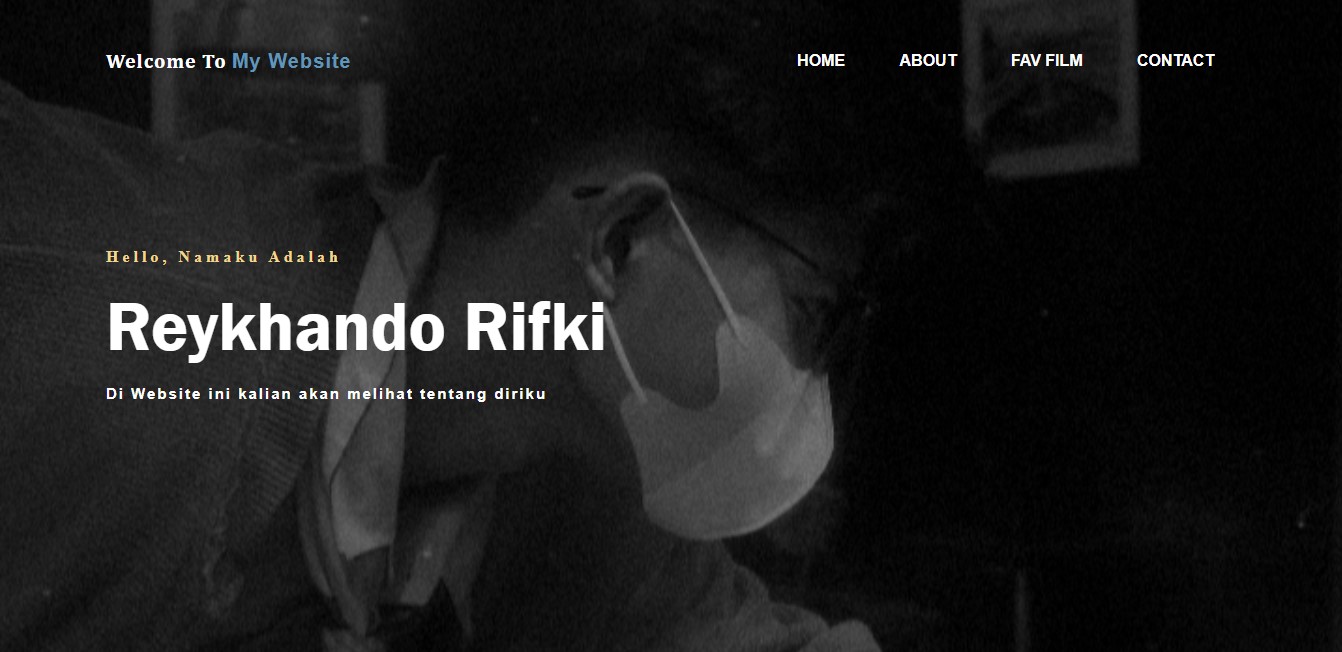 Welcome To My Website
HOME ABOUT FAV FILM CONTACT
Hello, Namaku Adalah
Reykhando Rifki
Di Website ini kalian akan melihat tentang diriku